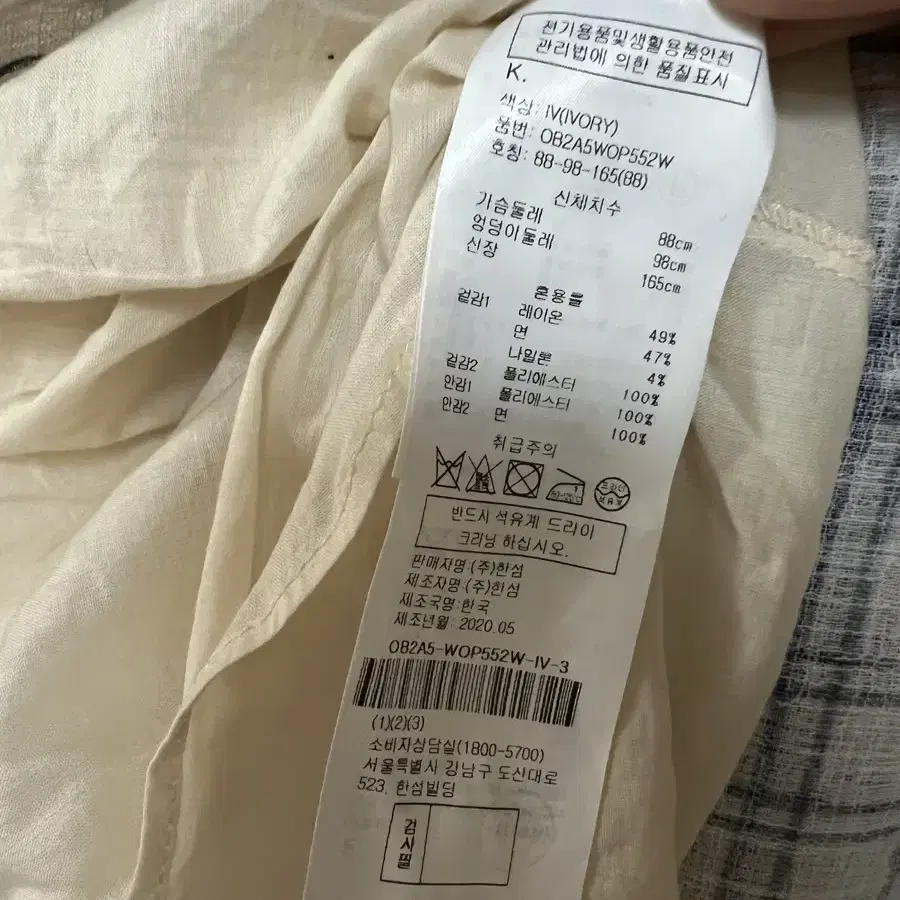 전기용품및생활용품안전
관리법에 의한 품질표시
K.
색상: IV(IVORY)
품번: OB2A5WOP552W
호칭: 88-98-165(88)
신체치수
가슴둘레 88cm
엉덩이둘레 98cm
신장 165cm
혼용률
겉감1 레이온 49%
면 47%
나일론 4%
겉감2 폴리에스터 100%
안감1 폴리에스터 100%
안감2 면 100%
취급주의
드라이
석유계
반드시 석유계 드라이
크리닝 하십시오.
판매자명:(주)한섬
제조자명:(주)한섬
제조국명:한국
제조년월: 2020.05
OB2A5-WOP552W-IV-3
(1)(2)(3)
소비자상담실(1800-5700)
서울특별시 강남구 도산대로
523, 한섬빌딩
검사필